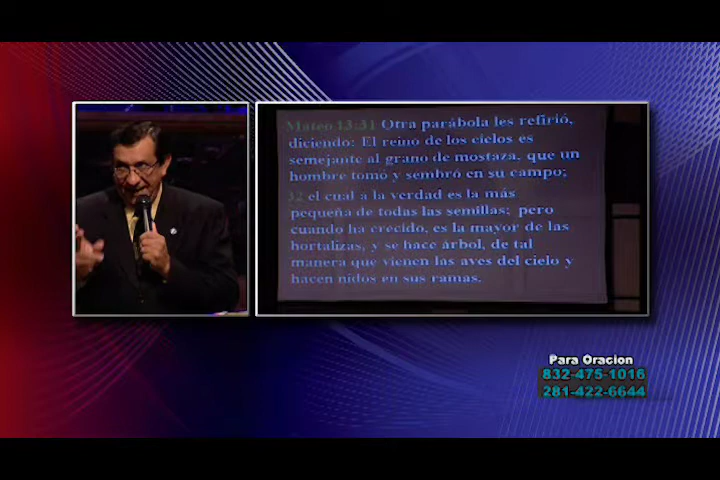 Mateo 13:31 Otra parábola les refirió,
diciendo: El reino de los cielos es
semejante al grano de mostaza, que un
hombre tomó y sembró en su campo;
32 el cual a la verdad es la más
pequeña de todas las semillas; pero
cuando ha crecido, es la mayor de las
hortalizas, y se hace árbol, de tal
manera que vienen las aves del cielo y
hacen nidos en sus ramas.
Para Oracion
832-475-1016
281-422-6644